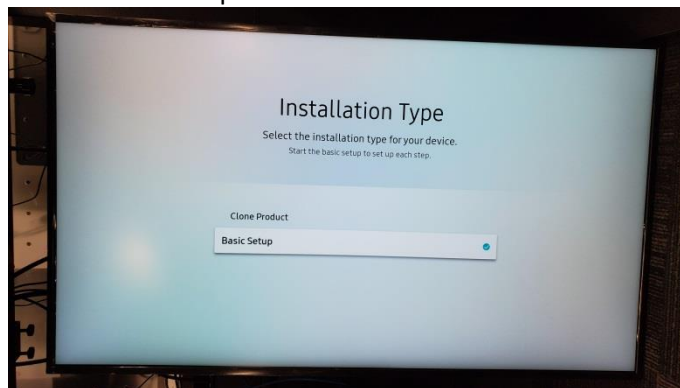 Installation Type
Select the installation type for your device.
Start the basic setup to set up each step.
Clone Product
Basic Setup